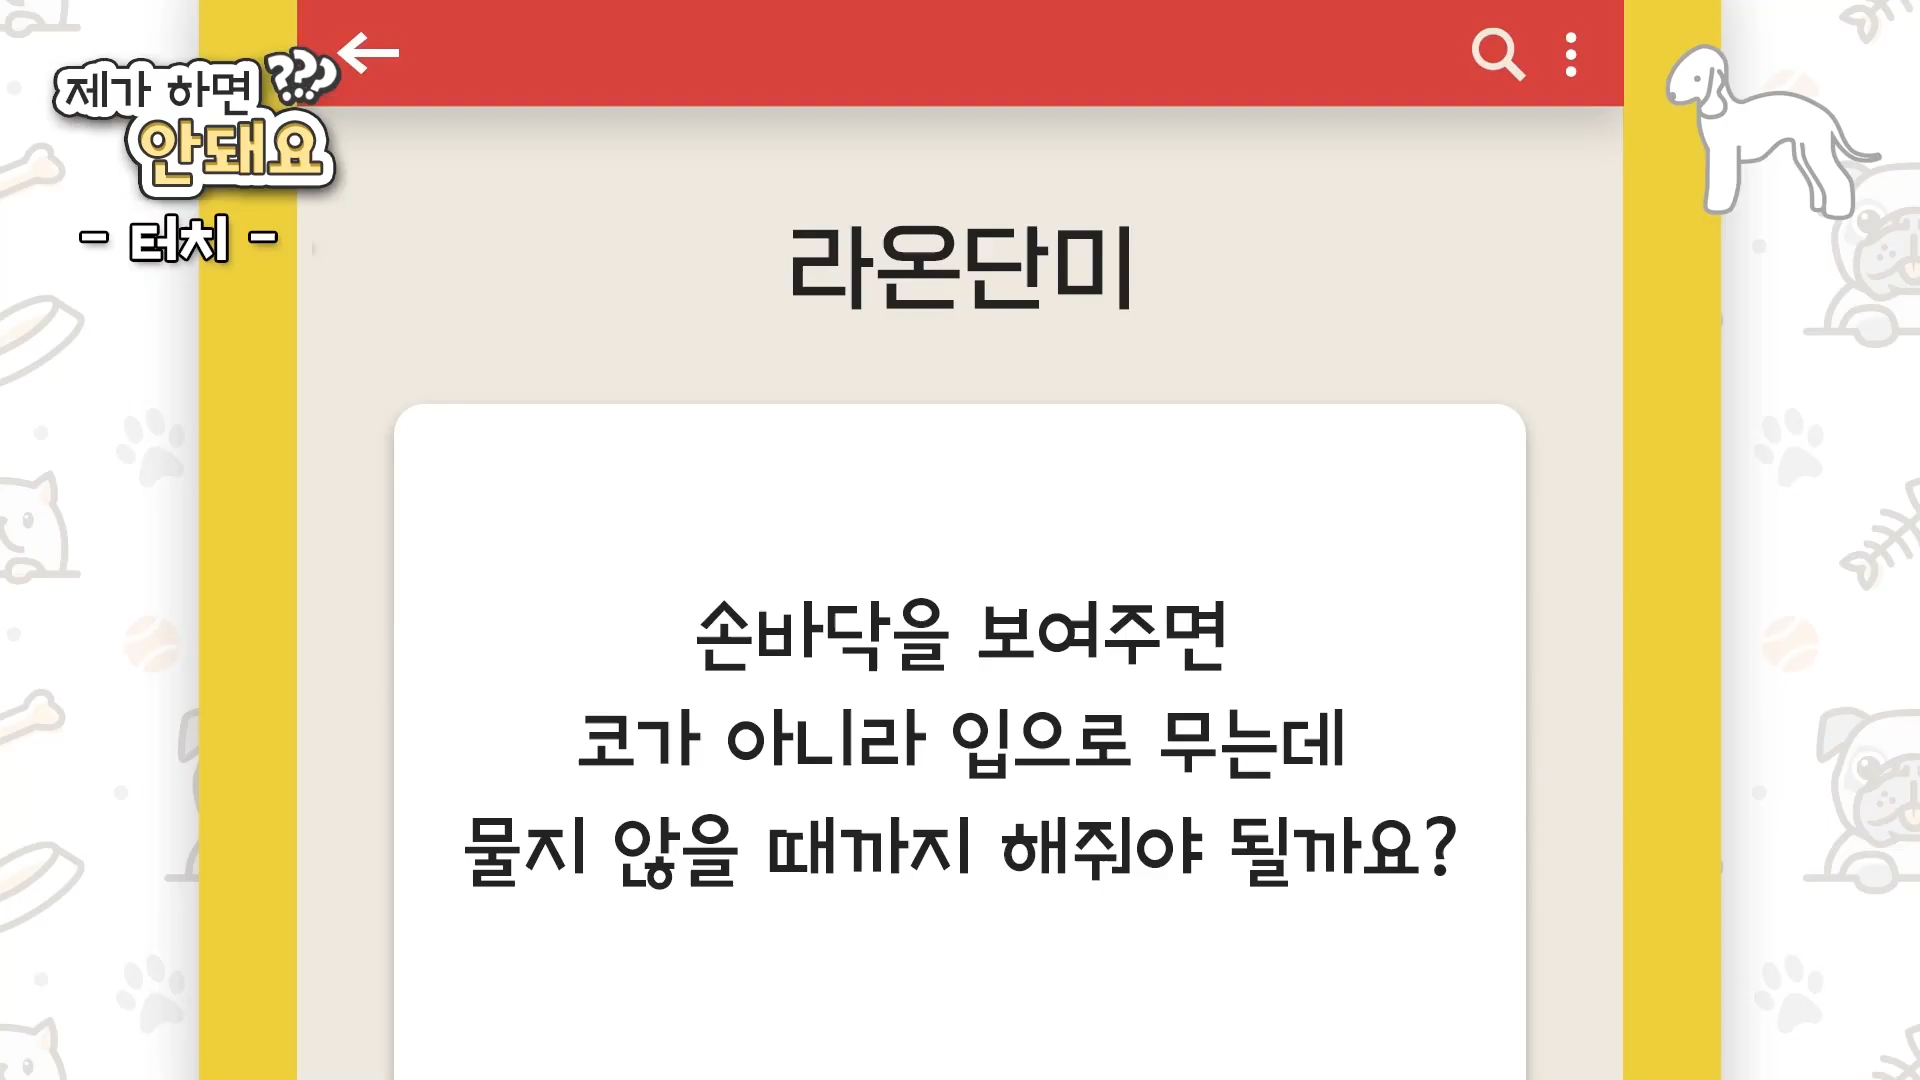 제가 하면 ???
안돼요
- 터치 -
라온단미
손바닥을 보여주면
코가 아니라 입으로 무는데
물지 않을 때까지 해줘야 될까요?